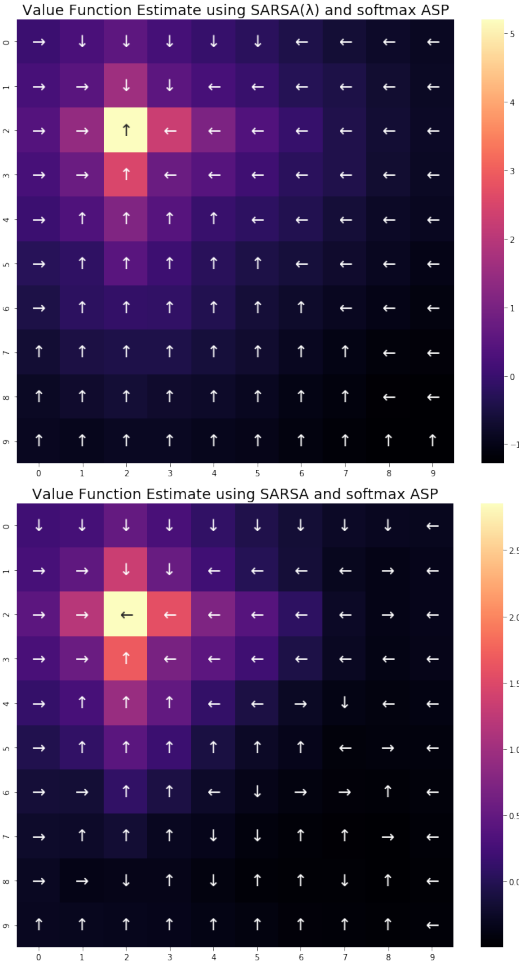 Value Function Estimate using SARSA(λ) and softmax ASP
0 → ↓ ↓ ↓ ↓ ↓ ← ← ← ←
1 → → ↓ ↓ ← ← ← ← ← ←
2 → → ↑ ← ← ← ← ← ← ←
3 → → ↑ ← ← ← ← ← ← ←
4 → ↑ ↑ ↑ ↑ ← ← ← ← ←
5 → ↑ ↑ ↑ ↑ ↑ ← ← ← ←
6 → ↑ ↑ ↑ ↑ ↑ ↑ ← ← ←
7 ↑ ↑ ↑ ↑ ↑ ↑ ↑ ↑ ← ←
8 ↑ ↑ ↑ ↑ ↑ ↑ ↑ ↑ ← ←
9 ↑ ↑ ↑ ↑ ↑ ↑ ↑ ↑ ↑ ↑
0 1 2 3 4 5 6 7 8 9
5
4
3
2
1
0
−1
Value Function Estimate using SARSA and softmax ASP
0 ↓ ↓ ↓ ↓ ↓ ↓ ↓ ↓ ↓ ←
1 → → ↓ ↓ ← ← ← ← → ←
2 → → ← ← ← ← ← ← ← ←
3 → → ↑ ← ← ← ← ← ← ←
4 → ↑ ↑ ↑ ← ← → ↓ ← ←
5 → ↑ ↑ ↑ ↑ ↑ ↑ ← → ←
6 → → ↑ ↑ ← ↓ → → ↑ ←
7 → ↑ ↑ ↑ ↓ ↓ ↑ ↑ → ←
8 → → ↓ ↑ ↓ ↑ ↑ ↓ ↑ ←
9 ↑ ↑ ↑ ↑ ↑ ↑ ↑ ↑ ↑ ←
0 1 2 3 4 5 6 7 8 9
2.5
2.0
1.5
1.0
0.5
0.0